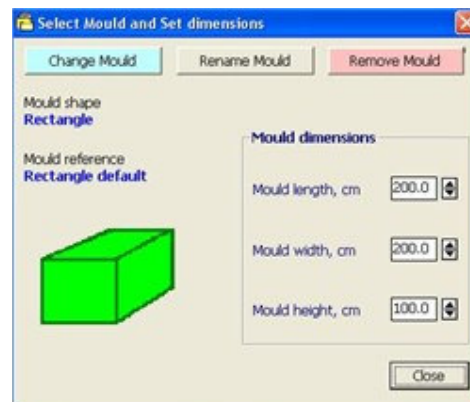 Select Mould and Set dimensions
Change Mould
Rename Mould
Remove Mould
Mould shape
Rectangle
Mould reference
Rectangle default
Mould dimensions
Mould length, cm 200.0
Mould width, cm 200.0
Mould height, cm 100.0
Close